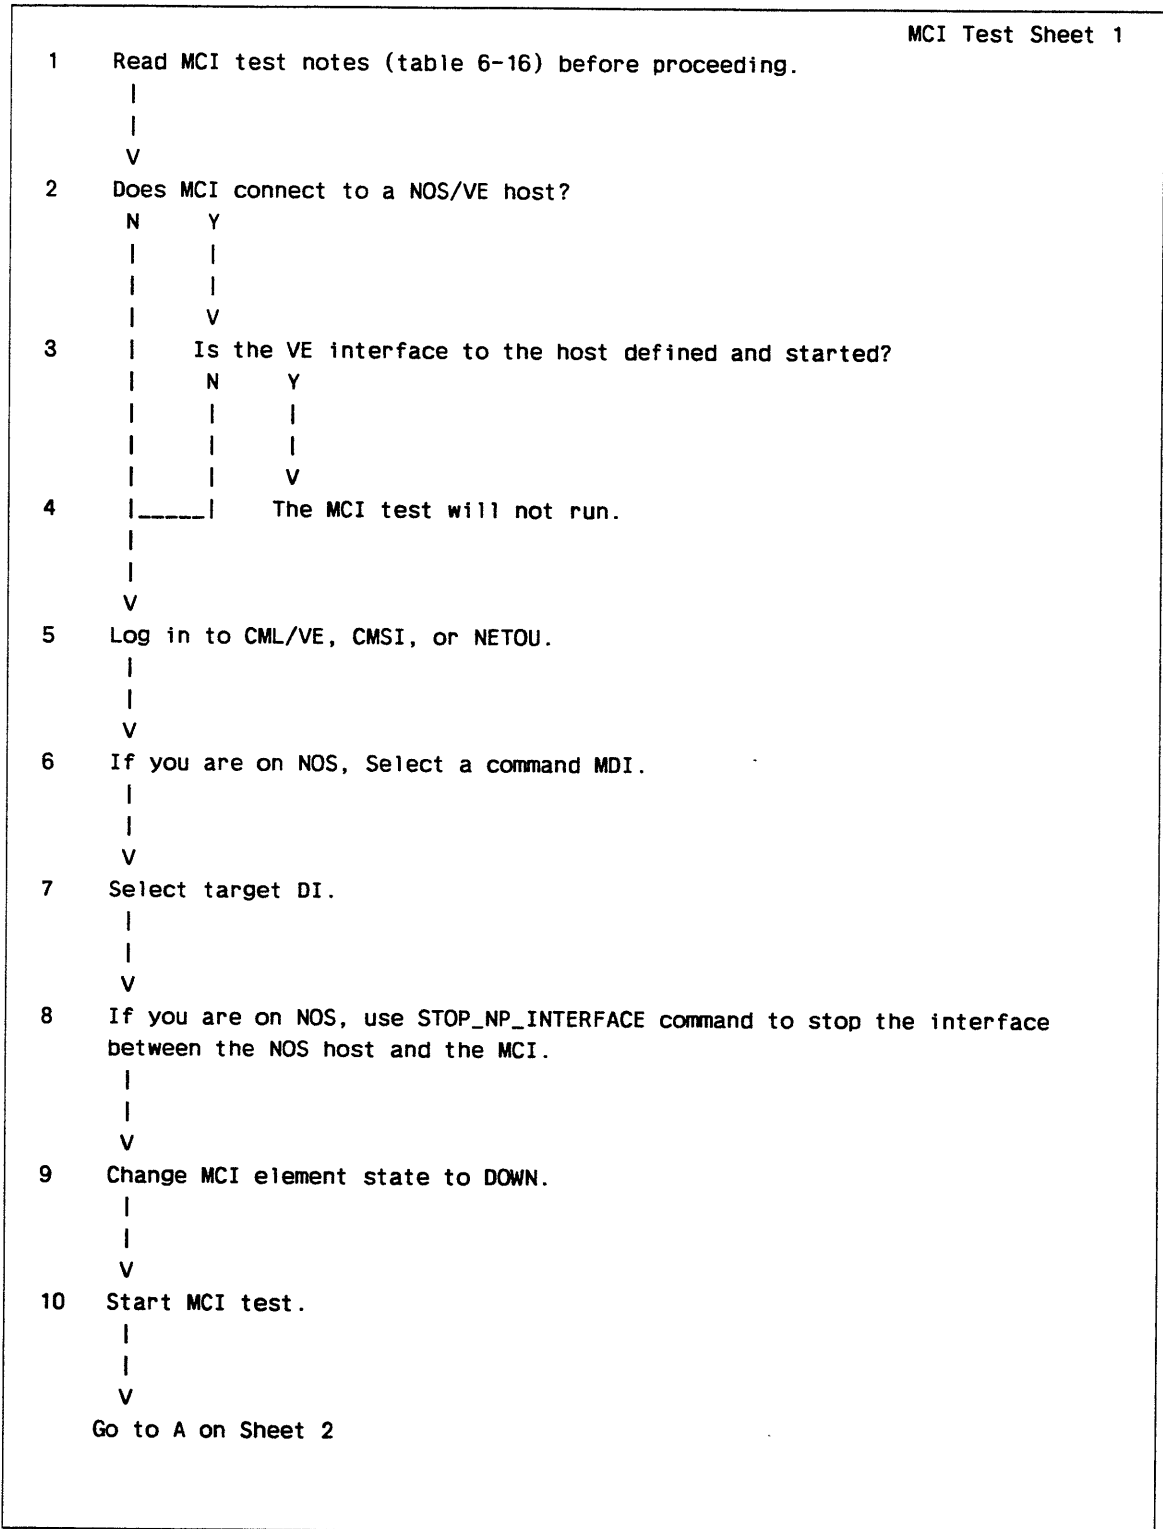 MCI Test Sheet 1
1 Read MCI test notes (table 6-16) before proceeding.
2 Does MCI connect to a NOS/VE host?
N Y
3 Is the VE interface to the host defined and started?
N Y
4 The MCI test will not run.
5 Log in to CML/VE, CMSI, or NETOU.
6 If you are on NOS, Select a command MDI.
7 Select target DI.
8 If you are on NOS, use STOP_NP_INTERFACE command to stop the interface
between the NOS host and the MCI.
9 Change MCI element state to DOWN.
10 Start MCI test.
Go to A on Sheet 2